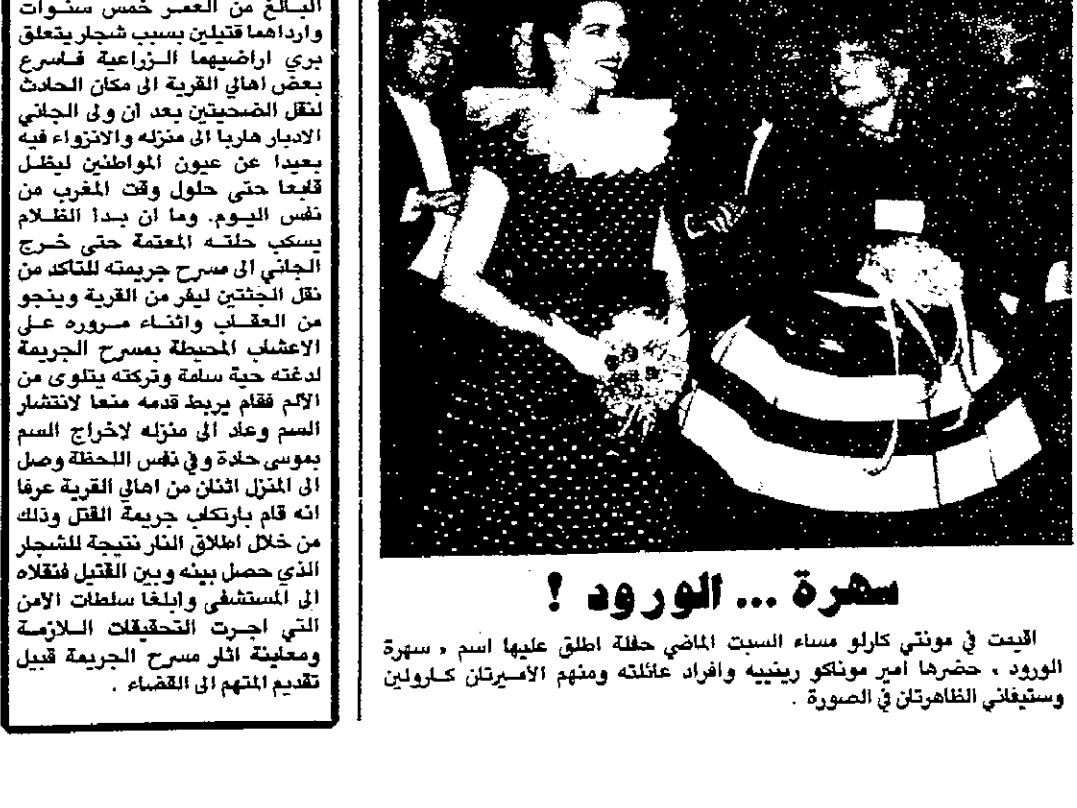 البالغ من العمر خمس سنوات
وارداهما قتيلين بسبب شجار يتعلق
بري اراضيهما الزراعية فاسرع
بعض اهالي القرية الى مكان الحادث
لنقل الضحيتين بعد ان ولى الجاني
الادبار هاربا الى منزله والانزواء فيه
بعيدا عن عيون المواطنين ليظل
قابعا حتى حلول وقت المغرب من
نفس اليوم. وما ان بدا الظلام
يسكب حلته المعتمة حتى خرج
الجاني الى مسرح جريمته للتاكد من
نقل الجثتين ليفر من القرية وينجو
من العقاب واثناء مروره على
الاعشاب المحيطة بمسرح الجريمة
لدغته حية سامة وتركته يتلوى من
الالم فقام يربط قدمه منعا لانتشار
السم وعاد الى منزله لاخراج السم
بموسى حادة وفي نفس اللحظة وصل
الى المنزل اثنان من اهالي القرية عرفا
انه قام بارتكاب جريمة القتل وذلك
من خلال اطلاق النار نتيجة للشجار
الذي حصل بينه وبين القتيل فنقلاه
الى المستشفى وابلغا سلطات الامن
التي اجرت التحقيقات اللازمة
ومعاينة اثار مسرح الجريمة قبيل
تقديم المتهم الى القضاء .
سهرة ... الورود !
اقيمت في مونتي كارلو مساء السبت الماضي حفلة اطلق عليها اسم « سهرة
الورود » حضرها امير موناكو رينييه وافراد عائلته ومنهم الأميرتان كارولين
وستيفاني الظاهرتان في الصورة .